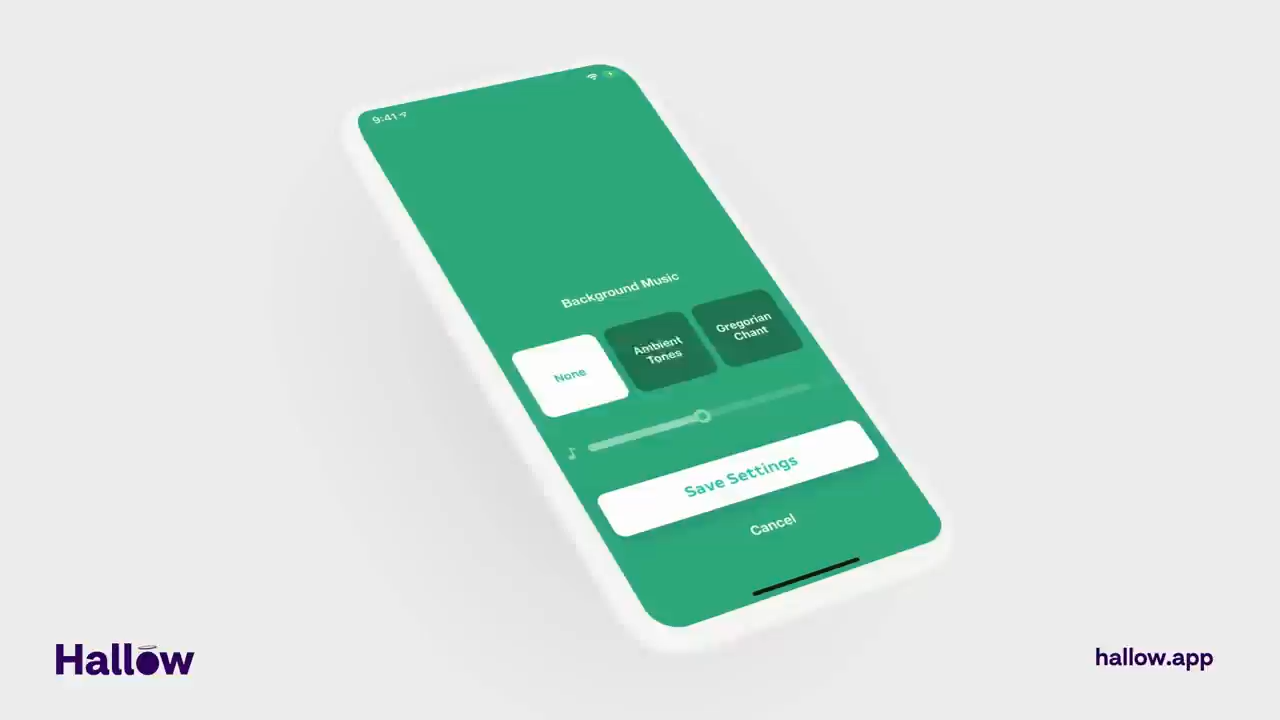 9:41
Background Music
None
Ambient
Tones
Gregorian
Chant
Save Settings
Cancel
Hallow
hallow.app